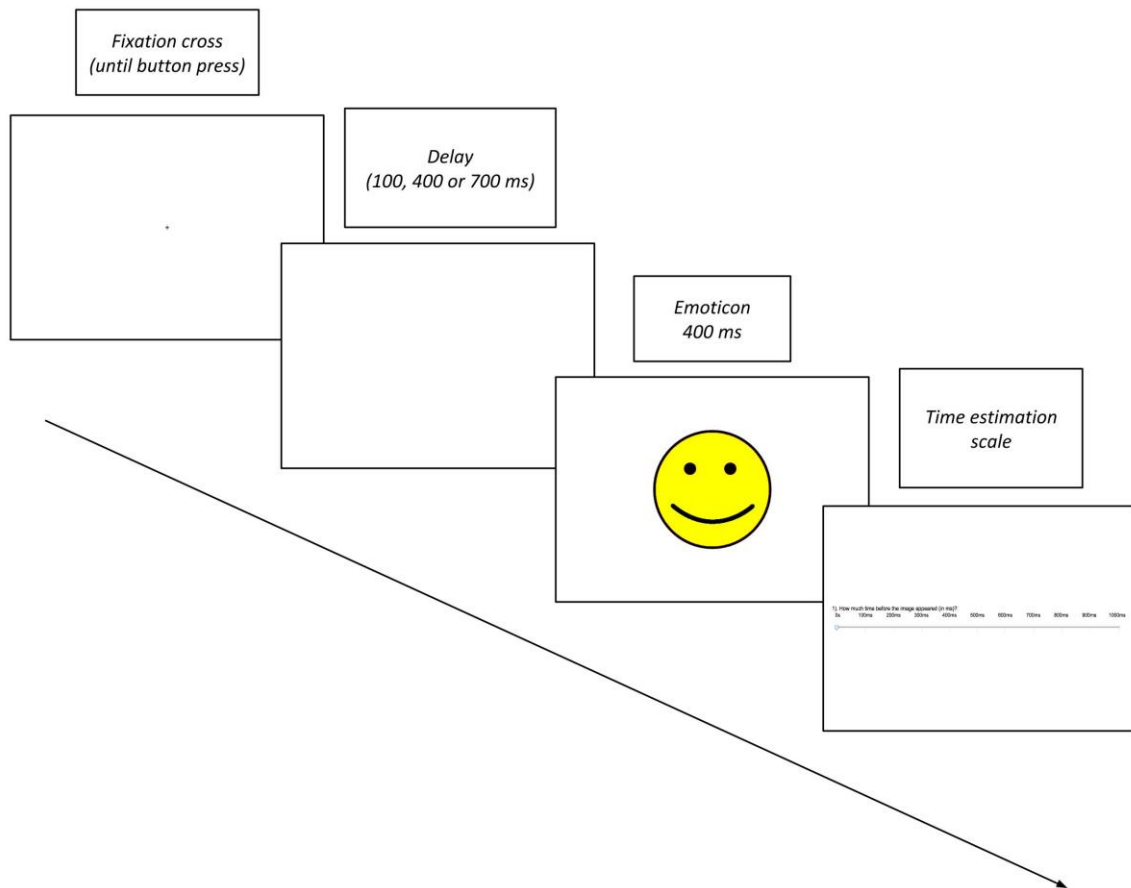 Fixation cross
(until button press)
Delay
(100, 400 or 700 ms)
Emoticon
400 ms
Time estimation
scale
1). How much time before the image appeared (in ms)?
0s 100ms 200ms 300ms 400ms 500ms 600ms 700ms 800ms 900ms 1000ms